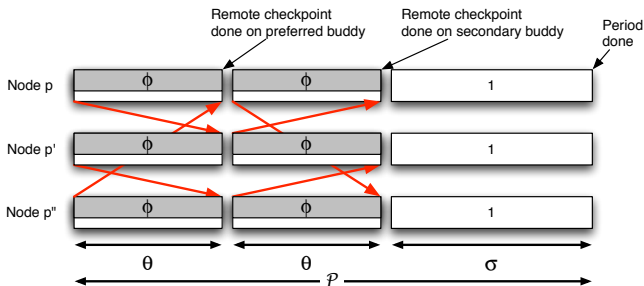 Remote checkpoint
done on preferred buddy
Remote checkpoint
done on secondary buddy
Period
done
Node p
ϕ
ϕ
1
Node p'
ϕ
ϕ
1
Node p"
ϕ
ϕ
1
θ
θ
σ
𝒫